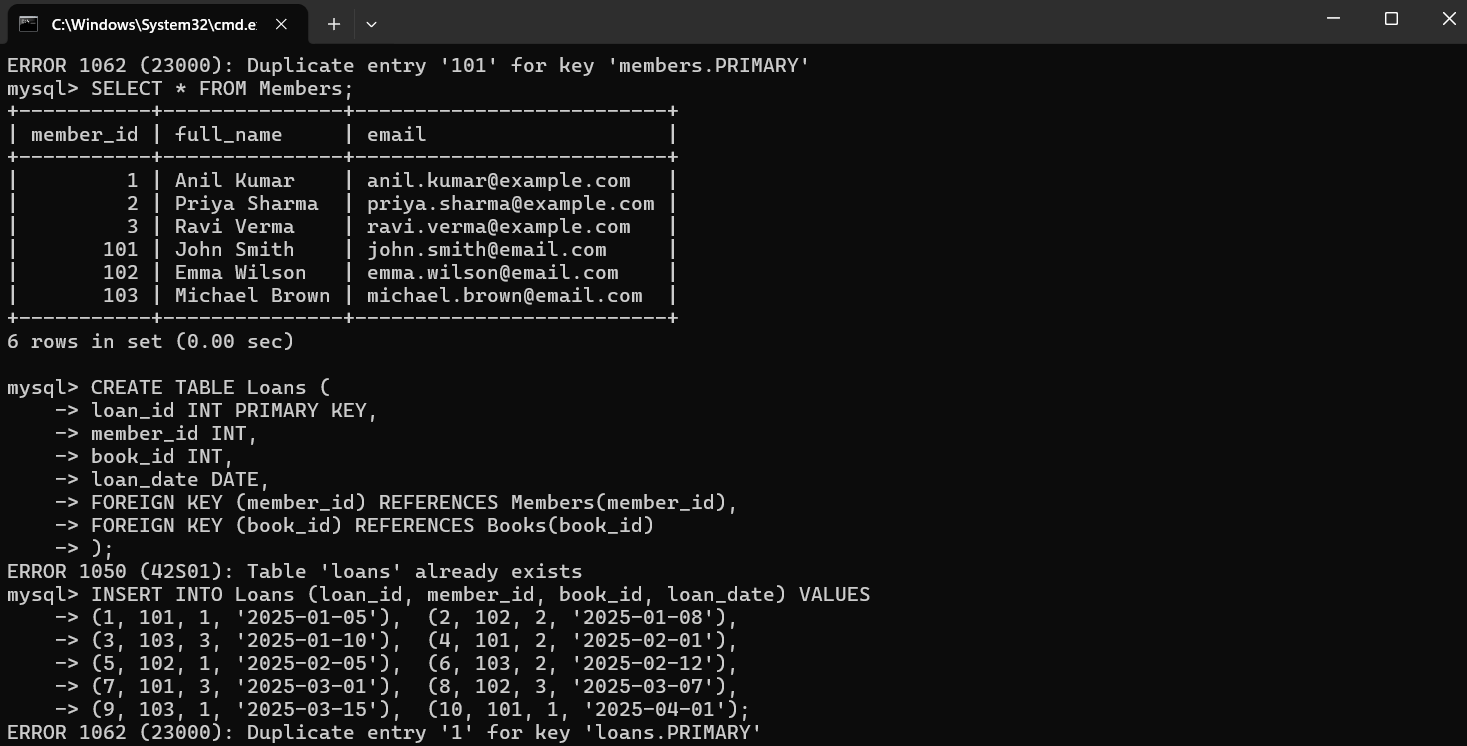 C:\Windows\System32\cmd.e
ERROR 1062 (23000): Duplicate entry '101' for key 'members.PRIMARY'
mysql> SELECT * FROM Members;
+-----------+---------------+--------------------------+
| member_id | full_name     | email                    |
+-----------+---------------+--------------------------+
|         1 | Anil Kumar    | anil.kumar@example.com   |
|         2 | Priya Sharma  | priya.sharma@example.com |
|         3 | Ravi Verma    | ravi.verma@example.com   |
|       101 | John Smith    | john.smith@email.com     |
|       102 | Emma Wilson   | emma.wilson@email.com    |
|       103 | Michael Brown | michael.brown@email.com  |
+-----------+---------------+--------------------------+
6 rows in set (0.00 sec)
mysql> CREATE TABLE Loans (
    -> loan_id INT PRIMARY KEY,
    -> member_id INT,
    -> book_id INT,
    -> loan_date DATE,
    -> FOREIGN KEY (member_id) REFERENCES Members(member_id),
    -> FOREIGN KEY (book_id) REFERENCES Books(book_id)
    -> );
ERROR 1050 (42S01): Table 'loans' already exists
mysql> INSERT INTO Loans (loan_id, member_id, book_id, loan_date) VALUES
    -> (1, 101, 1, '2025-01-05'),  (2, 102, 2, '2025-01-08'),
    -> (3, 103, 3, '2025-01-10'),  (4, 101, 2, '2025-02-01'),
    -> (5, 102, 1, '2025-02-05'),  (6, 103, 2, '2025-02-12'),
    -> (7, 101, 3, '2025-03-01'),  (8, 102, 3, '2025-03-07'),
    -> (9, 103, 1, '2025-03-15'),  (10, 101, 1, '2025-04-01');
ERROR 1062 (23000): Duplicate entry '1' for key 'loans.PRIMARY'